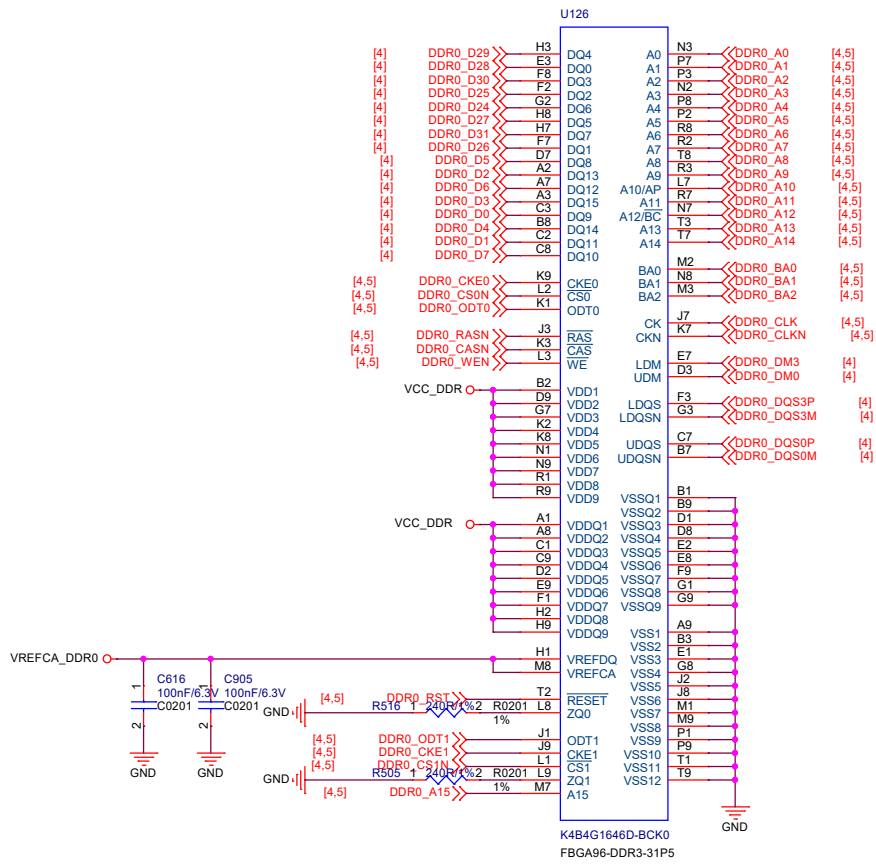 U126
[4] DDR0_D29 H3 DQ4 A0 N3 DDR0_A0 [4,5]
[4] DDR0_D28 E3 DQ0 A1 P7 DDR0_A1 [4,5]
[4] DDR0_D30 F8 DQ3 A2 P3 DDR0_A2 [4,5]
[4] DDR0_D25 F2 DQ2 A3 N2 DDR0_A3 [4,5]
[4] DDR0_D24 G2 DQ6 A4 P8 DDR0_A4 [4,5]
[4] DDR0_D27 H8 DQ5 A5 P2 DDR0_A5 [4,5]
[4] DDR0_D31 H7 DQ7 A6 R8 DDR0_A6 [4,5]
[4] DDR0_D26 F7 DQ1 A7 R2 DDR0_A7 [4,5]
[4] DDR0_D5 D7 DQ8 A8 T8 DDR0_A8 [4,5]
[4] DDR0_D2 A2 DQ13 A9 R3 DDR0_A9 [4,5]
[4] DDR0_D6 A7 DQ12 A10/AP L7 DDR0_A10 [4,5]
[4] DDR0_D3 A3 DQ15 A11 R7 DDR0_A11 [4,5]
[4] DDR0_D0 C3 DQ9 A12/BC N7 DDR0_A12 [4,5]
[4] DDR0_D4 B8 DQ14 A13 T3 DDR0_A13 [4,5]
[4] DDR0_D1 C2 DQ11 A14 T7 DDR0_A14 [4,5]
[4] DDR0_D7 C8 DQ10
BA0 M2 DDR0_BA0 [4,5]
[4,5] DDR0_CKE0 K9 CKE0 BA1 N8 DDR0_BA1 [4,5]
[4,5] DDR0_CS0N L2 CS0 BA2 M3 DDR0_BA2 [4,5]
[4,5] DDR0_ODT0 K1 ODT0
CK J7 DDR0_CLK [4,5]
[4,5] DDR0_RASN J3 RAS CKN K7 DDR0_CLKN [4,5]
[4,5] DDR0_CASN K3 CAS
[4,5] DDR0_WEN L3 WE LDM E7 DDR0_DM3 [4]
UDM D3 DDR0_DM0 [4]
VCC_DDR B2 VDD1
D9 VDD2 LDQS F3 DDR0_DQS3P [4]
G7 VDD3 LDQSN G3 DDR0_DQS3M [4]
K2 VDD4
K8 VDD5 UDQS C7 DDR0_DQS0P [4]
N1 VDD6 UDQSN B7 DDR0_DQS0M [4]
N9 VDD7
R1 VDD8
R9 VDD9 VSSQ1 B1
VSSQ2 B9
VCC_DDR A1 VDDQ1 VSSQ3 D1
A8 VDDQ2 VSSQ4 D8
C1 VDDQ3 VSSQ5 E2
C9 VDDQ4 VSSQ6 E8
D2 VDDQ5 VSSQ7 F9
E9 VDDQ6 VSSQ8 G1
F1 VDDQ7 VSSQ9 G9
H2 VDDQ8
H9 VDDQ9 VSS1 A9
VSS2 B3
VREFCA_DDR0 H1 VREFDQ VSS3 E1
M8 VREFCA VSS4 G8
VSS5 J2
[4,5] DDR0_RST T2 RESET VSS6 J8
GND R516 1 240R/1% 2 R0201 1% L8 ZQ0 VSS7 M1
VSS8 M9
[4,5] DDR0_ODT1 J1 ODT1 VSS9 P1
[4,5] DDR0_CKE1 J9 CKE1 VSS10 P9
[4,5] DDR0_CS1N L1 CS1 VSS11 T1
GND R505 1 240R/1% 2 R0201 1% L9 ZQ1 VSS12 T9
[4,5] DDR0_A15 M7 A15
1 C616 1 C905
100nF/6.3V 100nF/6.3V
C0201 C0201
2 2
GND GND
GND
K4B4G1646D-BCK0
FBGA96-DDR3-31P5